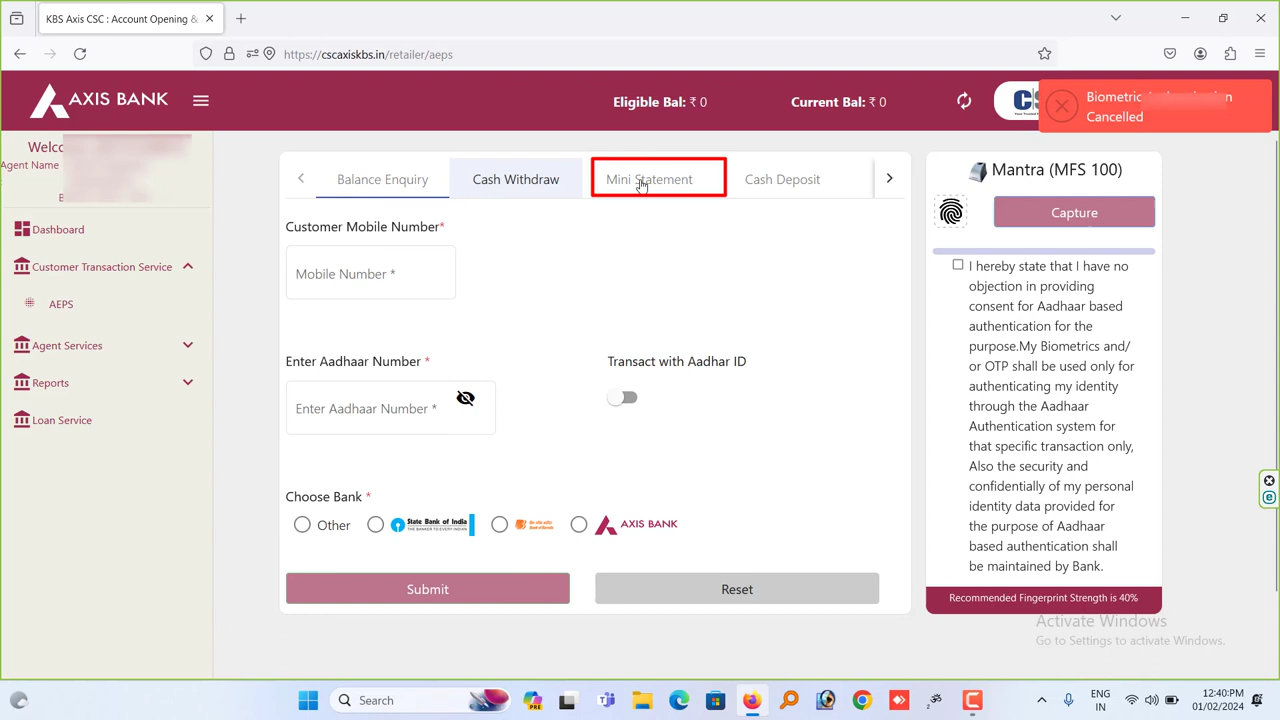 KBS Axis CSC : Account Opening &
https://cscaxiskbs.in/retailer/aeps
AXIS BANK
Eligible Bal: ₹ 0
Current Bal: ₹ 0
Biometric
Cancelled
Agent Name
Dashboard
Customer Transaction Service
AEPS
Agent Services
Reports
Loan Service
Balance Enquiry
Cash Withdraw
Mini Statement
Cash Deposit
Customer Mobile Number*
Mobile Number *
Enter Aadhaar Number *
Transact with Aadhar ID
Enter Aadhaar Number *
Choose Bank *
Other
State Bank of India
THE BANKER TO EVERY INDIAN
AXIS BANK
Submit
Reset
Mantra (MFS 100)
Capture
I hereby state that I have no
objection in providing
consent for Aadhaar based
authentication for the
purpose.My Biometrics and/
or OTP shall be used only for
authenticating my identity
through the Aadhaar
Authentication system for
that specific transaction only,
Also the security and
confidentially of my personal
identity data provided for
the purpose of Aadhaar
based authentication shall
be maintained by Bank.
Recommended Fingerprint Strength is 40%
Activate Windows
Go to Settings to activate Windows.
Search
PRE
ENG
IN
12:40:PM
01/02/2024